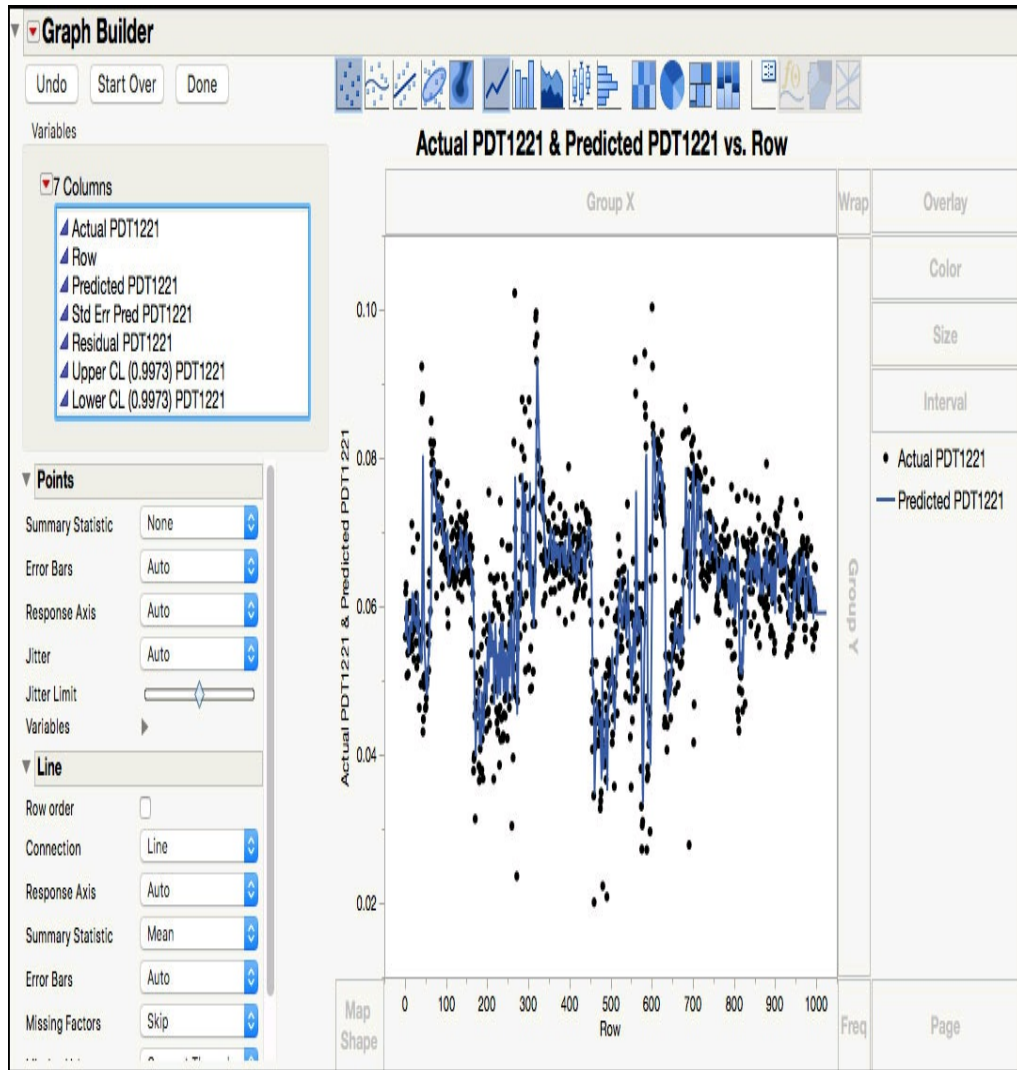 Graph Builder
Undo Start Over Done
Variables
7 Columns
Actual PDT1221
Row
Predicted PDT1221
Std Err Pred PDT1221
Residual PDT1221
Upper CL (0.9973) PDT1221
Lower CL (0.9973) PDT1221
Points
Summary Statistic None
Error Bars Auto
Response Axis Auto
Jitter Auto
Jitter Limit
Variables
Line
Row order
Connection Line
Response Axis Auto
Summary Statistic Mean
Error Bars Auto
Missing Factors Skip
Actual PDT1221 & Predicted PDT1221 vs. Row
Group X
Wrap
Overlay
Color
Size
Interval
Actual PDT1221
Predicted PDT1221
Group Y
Actual PDT1221 & Predicted PDT1221
0.10
0.08
0.06
0.04
0.02
0 100 200 300 400 500 600 700 800 900 1000
Row
Map
Shape
Freq
Page